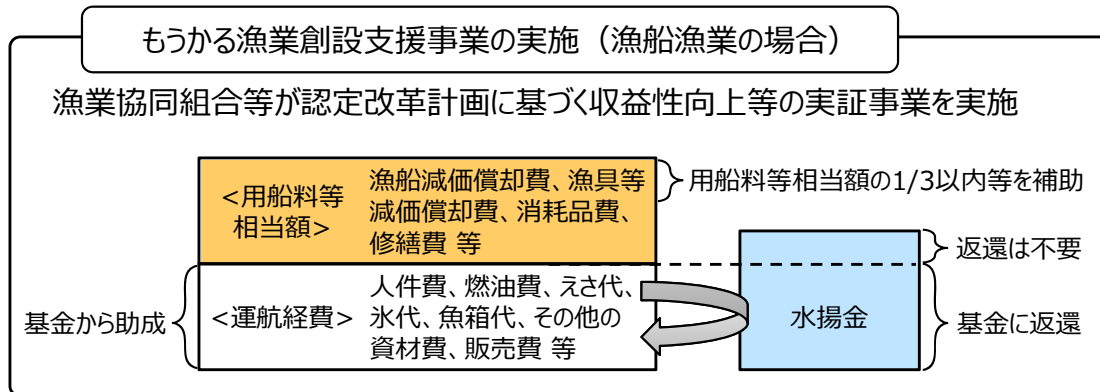 もうかる漁業創設支援事業の実施（漁船漁業の場合）
漁業協同組合等が認定改革計画に基づく収益性向上等の実証事業を実施
<用船料等
相当額>
漁船減価償却費、漁具等
減価償却費、消耗品費、
修繕費 等
用船料等相当額の1/3以内等を補助
返還は不要
基金から助成
<運航経費>
人件費、燃油費、えさ代、
氷代、魚箱代、その他の
資材費、販売費 等
水揚金
基金に返還